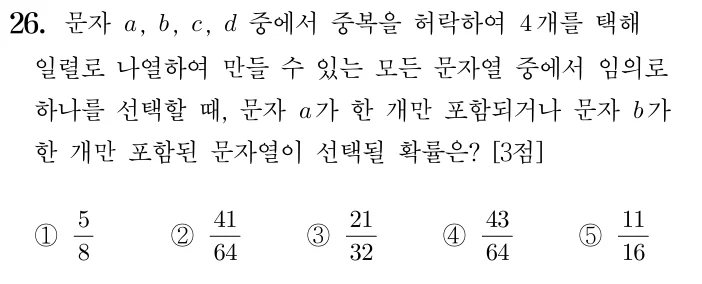 26. 문자 a, b, c, d 중에서 중복을 허락하여 4개를 택해
일렬로 나열하여 만들 수 있는 모든 문자열 중에서 임의로
하나를 선택할 때, 문자 a가 한 개만 포함되거나 문자 b가
한 개만 포함된 문자열이 선택될 확률은? [3점]
① 5/8 ② 41/64 ③ 21/32 ④ 43/64 ⑤ 11/16